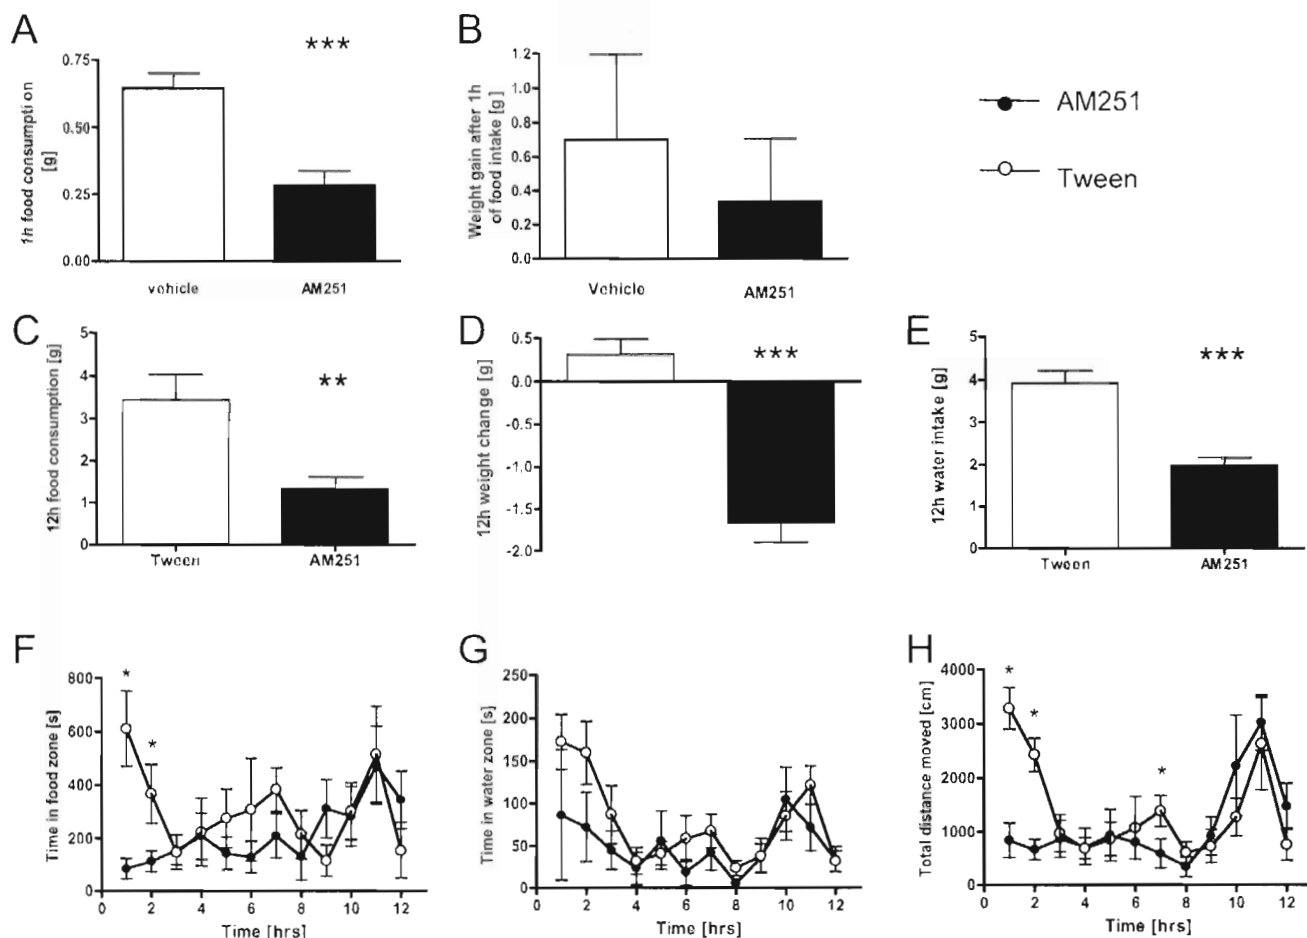 A
***
1h food consumption
[g]
0.75
0.50
0.25
0.00
vehicle
AM251
B
Weight gain after 1h
of food intake [g]
1.2
1.0
0.8
0.6
0.4
0.2
0.0
Vehicle
AM251
AM251
Tween
C
**
12h food consumption [g]
5
4
3
2
1
0
Tween
AM251
D
***
12h weight change [g]
0.5
0.0
-0.5
-1.0
-1.5
-2.0
E
***
12h water intake [g]
5
4
3
2
1
0
Tween
AM251
F
*
*
Time in food zone [s]
800
600
400
200
0
0 2 4 6 8 10 12
Time [hrs]
G
Time in water zone [s]
250
200
150
100
50
0
0 2 4 6 8 10 12
Time [hrs]
H
*
*
*
Total distance moved [cm]
4000
3000
2000
1000
0
0 2 4 6 8 10 12
Time [hrs]